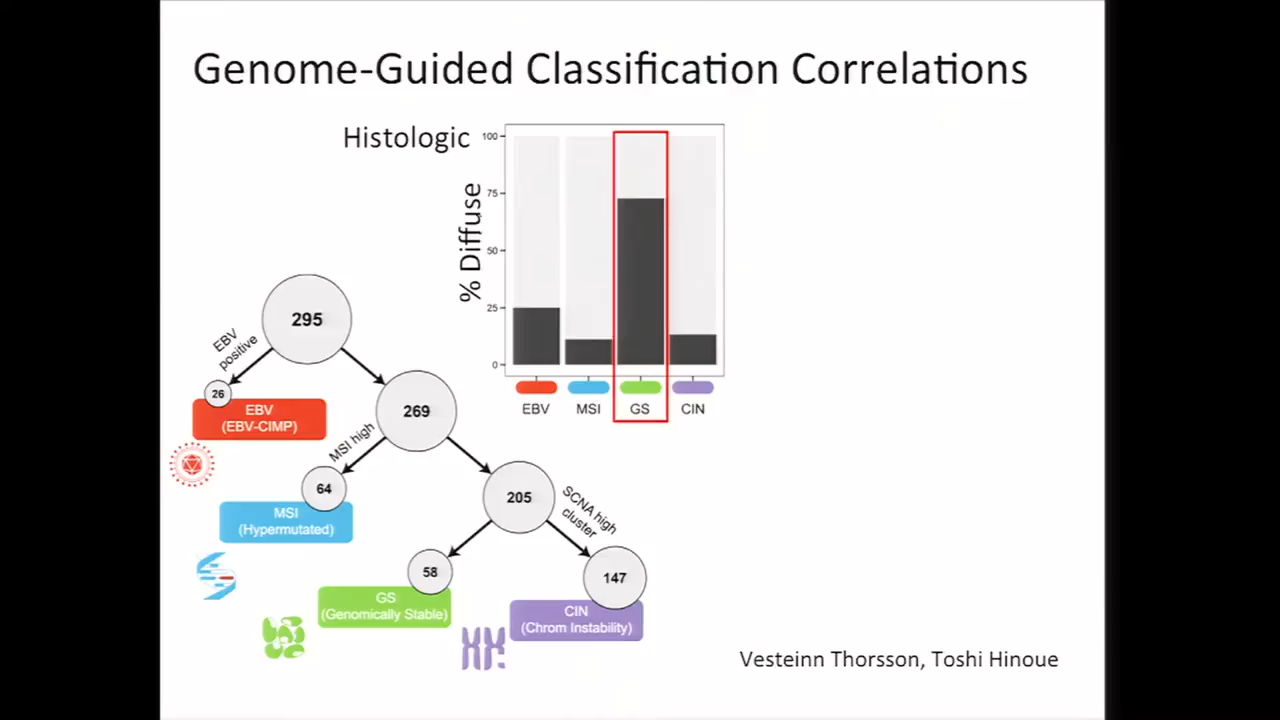 Genome-Guided Classification Correlations
Histologic
% Diffuse
100
75
50
25
0
EBV MSI GS CIN
295
EBV
positive
26
EBV
(EBV-CIMP)
269
MSI high
64
MSI
(Hypermutated)
205
SCNA high
cluster
58
GS
(Genomically Stable)
147
CIN
(Chrom Instability)
Vesteinn Thorsson, Toshi Hinoue